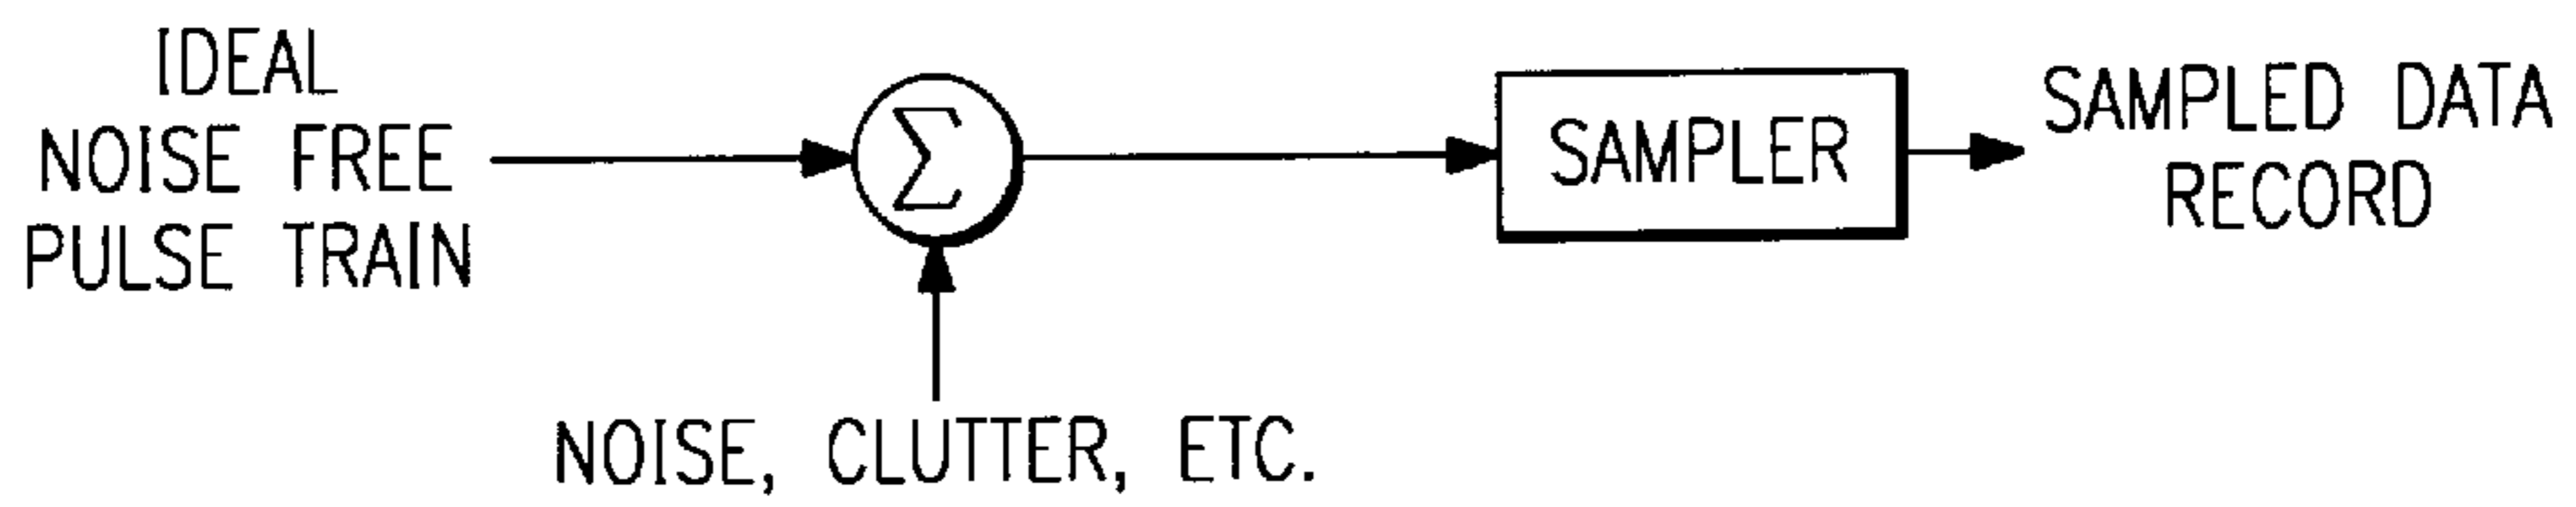 IDEAL
NOISE FREE
PULSE TRAIN
Σ
NOISE, CLUTTER, ETC.
SAMPLER
SAMPLED DATA
RECORD